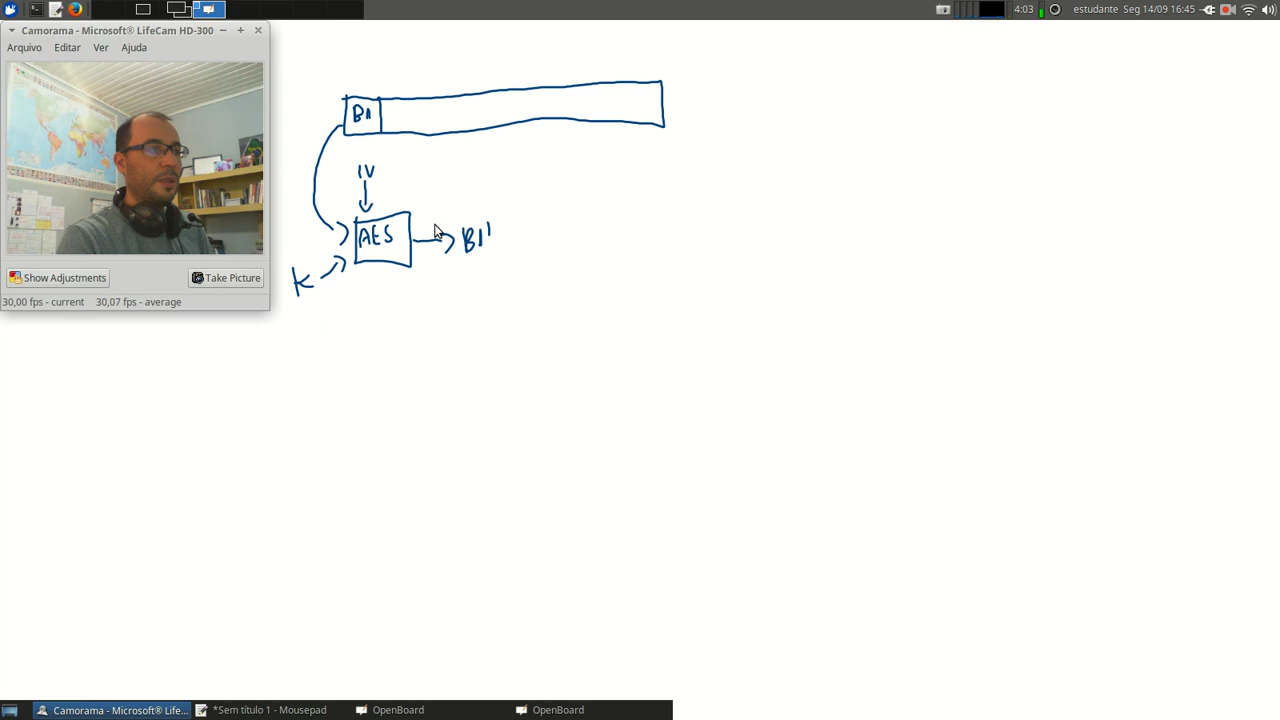 4:03 estudante Seg 14/09 16:45
Camorama - Microsoft® LifeCam HD-300
Arquivo Editar Ver Ajuda
B1
IV
AES
B1'
K
Show Adjustments Take Picture
30,00 fps - current 30,07 fps - average
Camorama - Microsoft® Life... *Sem título 1 - Mousepad OpenBoard OpenBoard